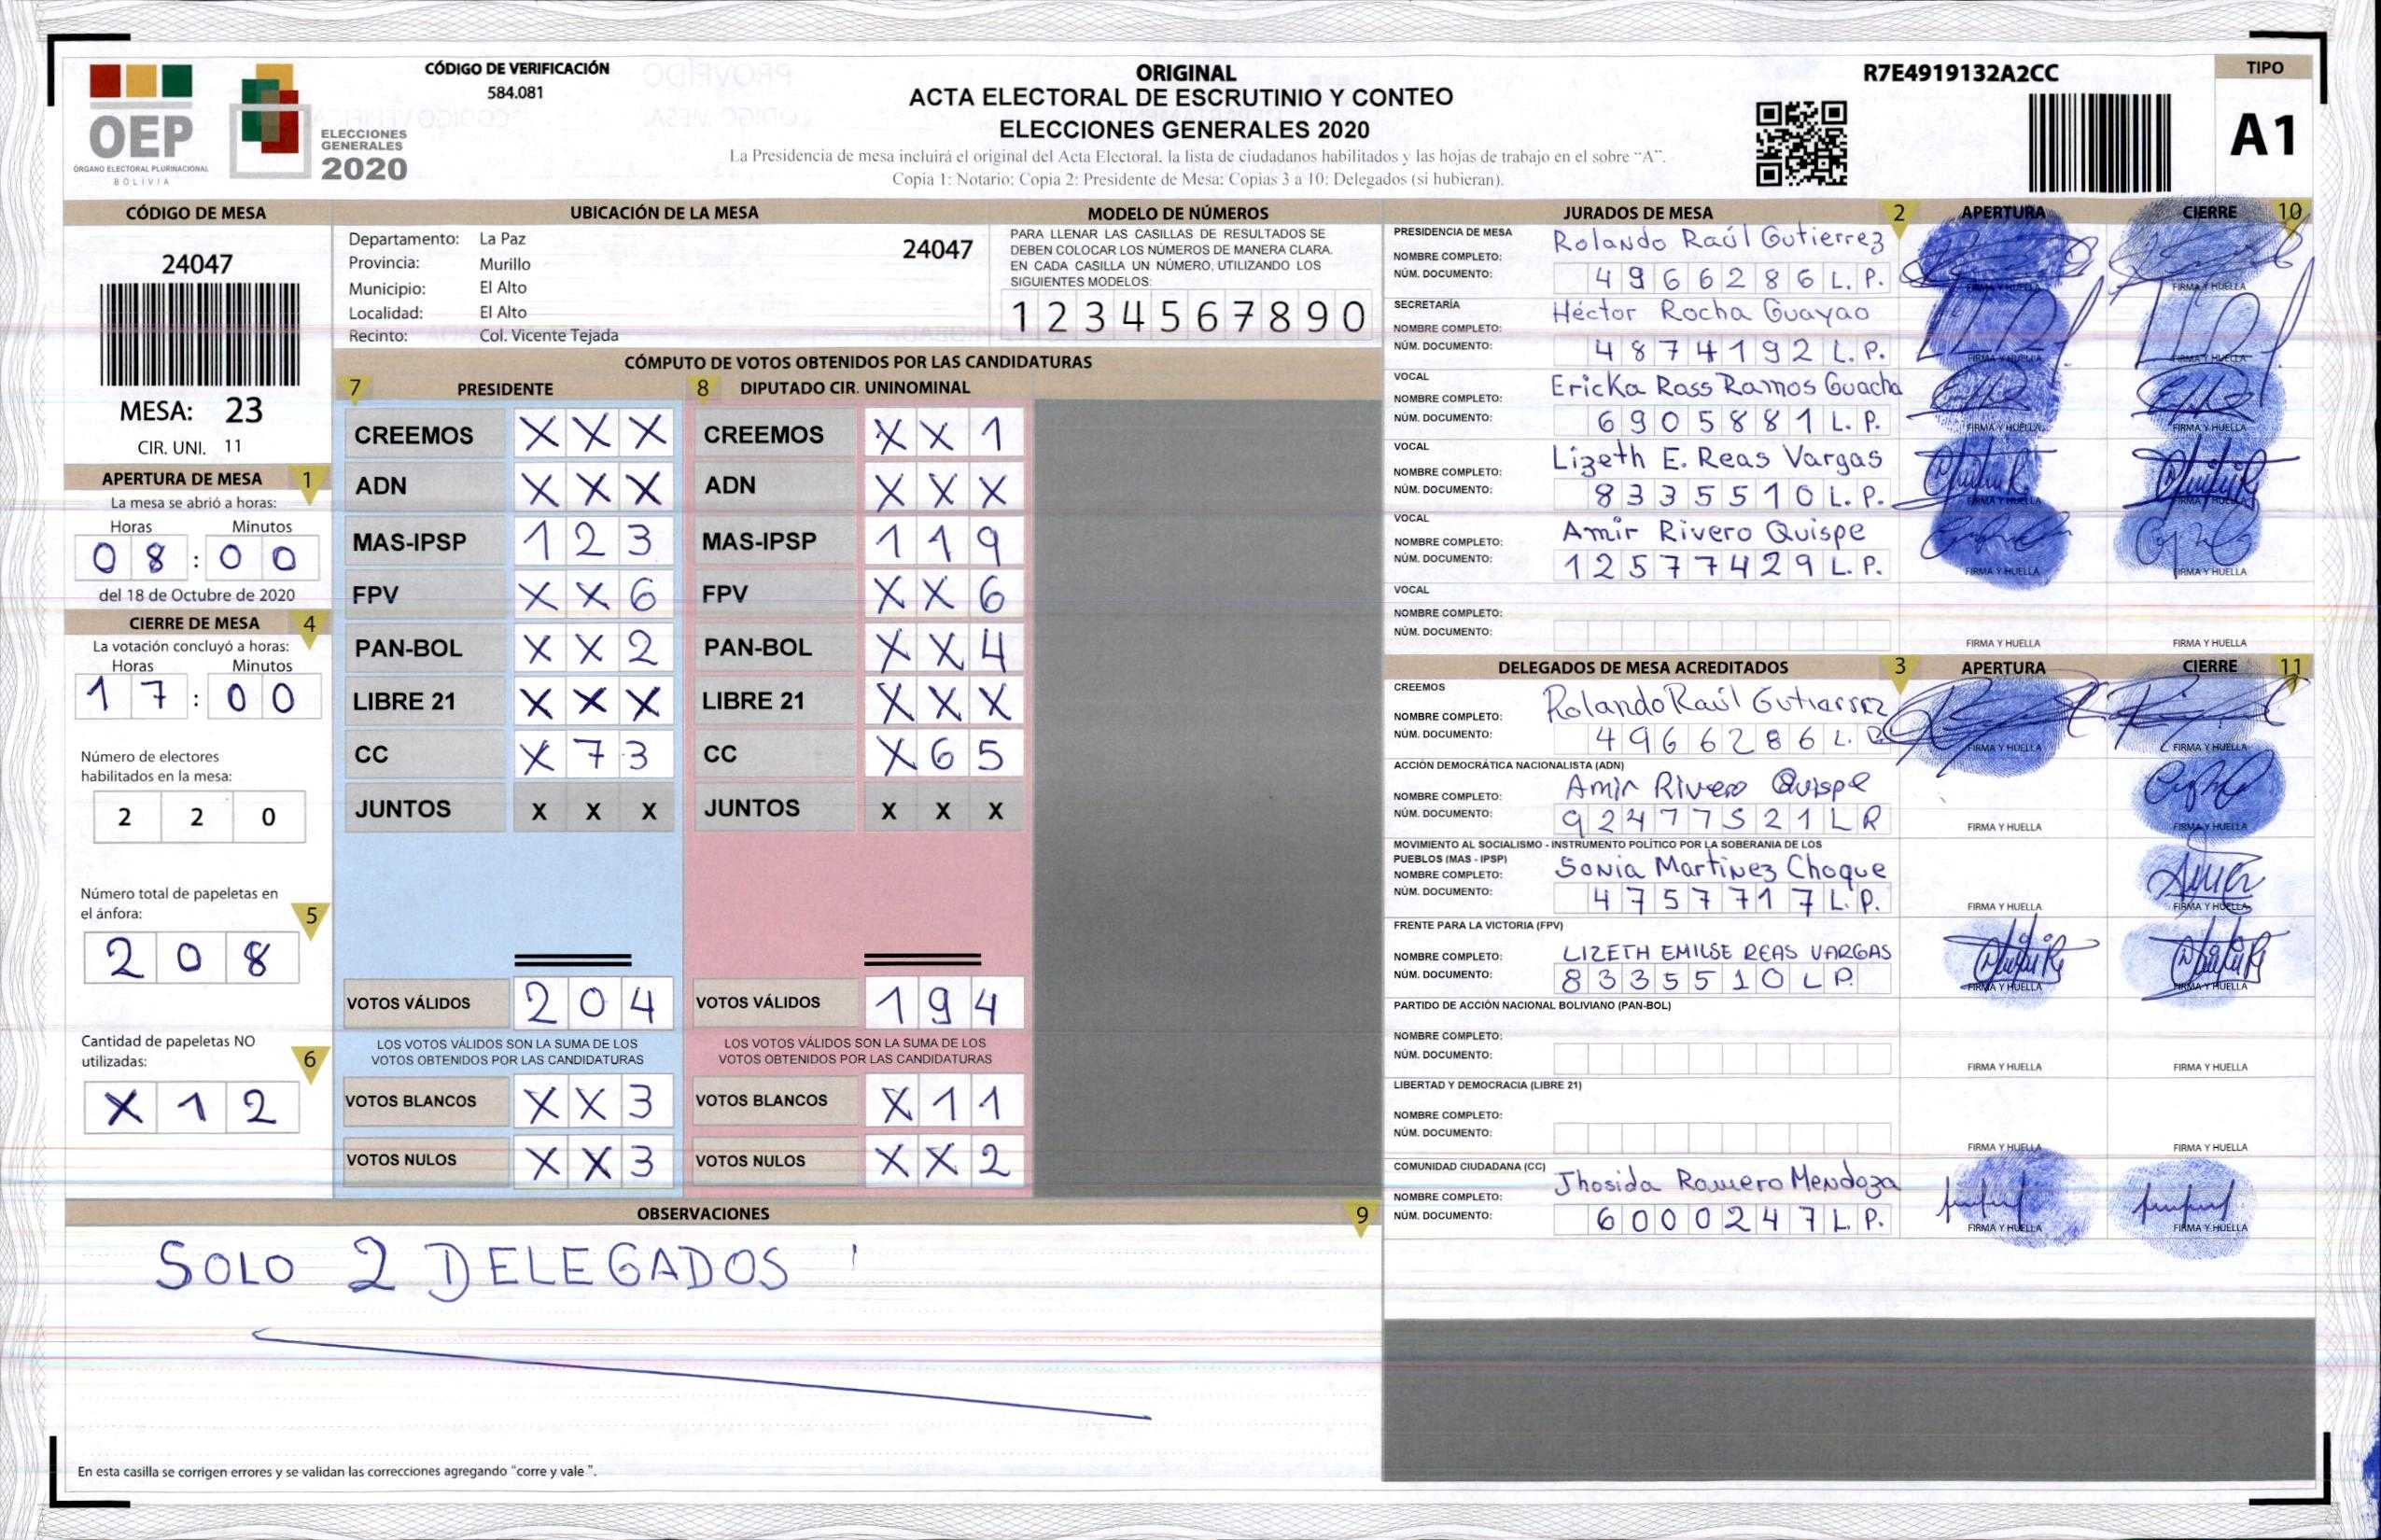 OEP
ÓRGANO ELECTORAL PLURINACIONAL
BOLIVIA
ELECCIONES
GENERALES
2020
CÓDIGO DE VERIFICACIÓN
584.081
ORIGINAL
ACTA ELECTORAL DE ESCRUTINIO Y CONTEO
ELECCIONES GENERALES 2020
La Presidencia de mesa incluirá el original del Acta Electoral, la lista de ciudadanos habilitados y las hojas de trabajo en el sobre "A".
Copia 1: Notario; Copia 2: Presidente de Mesa; Copias 3 a 10: Delegados (si hubieran).
R7E4919132A2CC
TIPO
A1
CÓDIGO DE MESA
24047
MESA: 23
CIR. UNI. 11
APERTURA DE MESA 1
La mesa se abrió a horas:
Horas Minutos
08:00
del 18 de Octubre de 2020
CIERRE DE MESA 4
La votación concluyó a horas:
Horas Minutos
17:00
Número de electores
habilitados en la mesa:
2 2 0
Número total de papeletas en
el ánfora: 5
2 0 8
Cantidad de papeletas NO
utilizadas: 6
X 1 2
UBICACIÓN DE LA MESA
Departamento: La Paz
24047
Provincia: Murillo
Municipio: El Alto
Localidad: El Alto
Recinto: Col. Vicente Tejada
MODELO DE NÚMEROS
PARA LLENAR LAS CASILLAS DE RESULTADOS SE
DEBEN COLOCAR LOS NÚMEROS DE MANERA CLARA.
EN CADA CASILLA UN NÚMERO, UTILIZANDO LOS
SIGUIENTES MODELOS:
1 2 3 4 5 6 7 8 9 0
CÓMPUTO DE VOTOS OBTENIDOS POR LAS CANDIDATURAS
7 PRESIDENTE 8 DIPUTADO CIR. UNINOMINAL
CREEMOS X X X CREEMOS X X 1
ADN X X X ADN X X X
MAS-IPSP 1 2 3 MAS-IPSP 1 1 9
FPV X X 6 FPV X X 6
PAN-BOL X X 2 PAN-BOL X X 4
LIBRE 21 X X X LIBRE 21 X X X
CC X 7 3 CC X 6 5
JUNTOS X X X JUNTOS X X X
VOTOS VÁLIDOS 2 0 4 VOTOS VÁLIDOS 1 9 4
LOS VOTOS VÁLIDOS SON LA SUMA DE LOS LOS VOTOS VÁLIDOS SON LA SUMA DE LOS
VOTOS OBTENIDOS POR LAS CANDIDATURAS VOTOS OBTENIDOS POR LAS CANDIDATURAS
VOTOS BLANCOS X X 3 VOTOS BLANCOS X 1 1
VOTOS NULOS X X 3 VOTOS NULOS X X 2
OBSERVACIONES 9
SOLO 2 DELEGADOS
En esta casilla se corrigen errores y se validan las correcciones agregando "corre y vale".
JURADOS DE MESA 2 APERTURA CIERRE 10
PRESIDENCIA DE MESA
NOMBRE COMPLETO: Rolando Raúl Gutierrez
NÚM. DOCUMENTO: 4966286 L.P. FIRMA Y HUELLA FIRMA Y HUELLA
SECRETARÍA
NOMBRE COMPLETO: Héctor Rocha Guayao
NÚM. DOCUMENTO: 4874192 L.P. FIRMA Y HUELLA FIRMA Y HUELLA
VOCAL
NOMBRE COMPLETO: Ericka Ross Ramos Guacha
NÚM. DOCUMENTO: 6905881 L.P. FIRMA Y HUELLA FIRMA Y HUELLA
VOCAL
NOMBRE COMPLETO: Lizeth E. Reas Vargas
NÚM. DOCUMENTO: 8335510 L.P. FIRMA Y HUELLA FIRMA Y HUELLA
VOCAL
NOMBRE COMPLETO: Amir Rivero Quispe
NÚM. DOCUMENTO: 12577429 L.P. FIRMA Y HUELLA FIRMA Y HUELLA
VOCAL
NOMBRE COMPLETO:
NÚM. DOCUMENTO: FIRMA Y HUELLA FIRMA Y HUELLA
DELEGADOS DE MESA ACREDITADOS 3 APERTURA CIERRE 11
CREEMOS
NOMBRE COMPLETO: Rolando Raúl Gutierrez
NÚM. DOCUMENTO: 4966286 L.P. FIRMA Y HUELLA FIRMA Y HUELLA
ACCIÓN DEMOCRÁTICA NACIONALISTA (ADN)
NOMBRE COMPLETO: Amir Rivero Quispe
NÚM. DOCUMENTO: 92477521 LP FIRMA Y HUELLA FIRMA Y HUELLA
MOVIMIENTO AL SOCIALISMO - INSTRUMENTO POLÍTICO POR LA SOBERANIA DE LOS
PUEBLOS (MAS - IPSP)
NOMBRE COMPLETO: Sonia Martinez Choque
NÚM. DOCUMENTO: 4757717 L.P. FIRMA Y HUELLA FIRMA Y HUELLA
FRENTE PARA LA VICTORIA (FPV)
NOMBRE COMPLETO: LIZETH EMILSE REAS VARGAS
NÚM. DOCUMENTO: 8335510 LP. FIRMA Y HUELLA FIRMA Y HUELLA
PARTIDO DE ACCIÓN NACIONAL BOLIVIANO (PAN-BOL)
NOMBRE COMPLETO:
NÚM. DOCUMENTO: FIRMA Y HUELLA FIRMA Y HUELLA
LIBERTAD Y DEMOCRACIA (LIBRE 21)
NOMBRE COMPLETO:
NÚM. DOCUMENTO: FIRMA Y HUELLA FIRMA Y HUELLA
COMUNIDAD CIUDADANA (CC)
NOMBRE COMPLETO: Jhosida Romero Mendoza
NÚM. DOCUMENTO: 6000247 L.P. FIRMA Y HUELLA FIRMA Y HUELLA